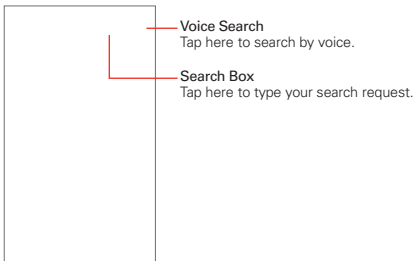 Voice Search
Tap here to search by voice.
Search Box
Tap here to type your search request.